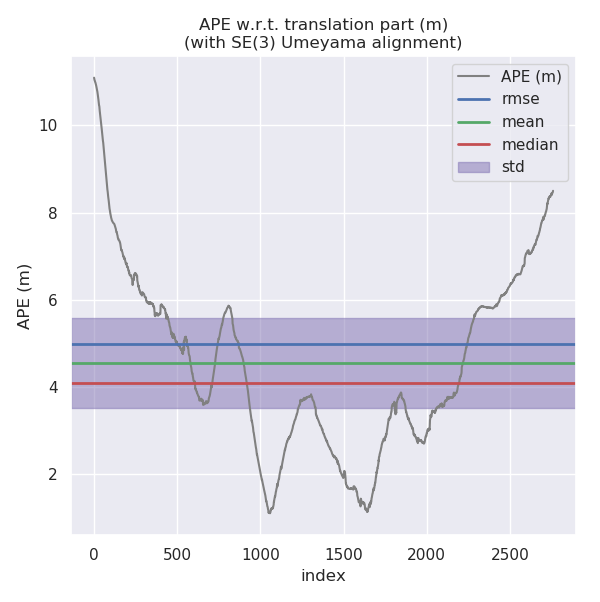 APE w.r.t. translation part (m)
(with SE(3) Umeyama alignment)
APE (m)
rmse
mean
median
std
10
8
6
4
2
APE (m)
0 500 1000 1500 2000 2500
index